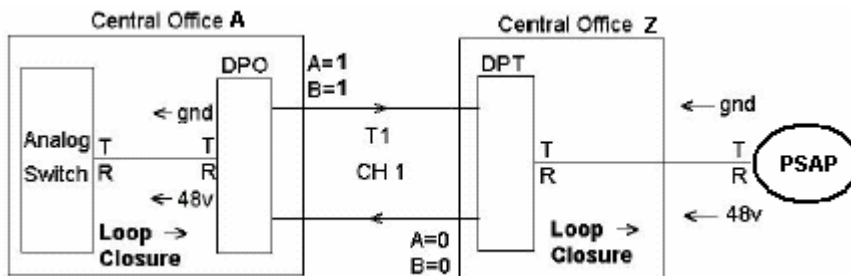 Central Office A
Central Office Z
DPO
A=1
B=1
DPT
← gnd
← gnd
Analog
Switch
T
R
T
R
T1
CH 1
T
R
T
R
PSAP
← 48v
← 48v
Loop →
Closure
A=0
B=0
Loop →
Closure